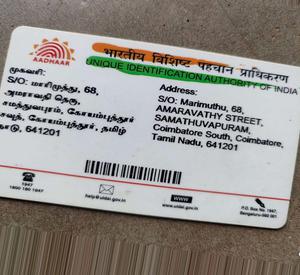 AADHAAR
भारतीय विशिष्ट पहचान प्राधिकरण
UNIQUE IDENTIFICATION AUTHORITY OF INDIA
முகவரி:
S/O: மாரிமுத்து, 68,
அமராவதி தெரு,
சமத்துவபுரம், கோயம்புத்தூர்
கோயம்புத்தூர், தமிழ்
நாடு, 641201
Address:
S/O: Marimuthu, 68,
AMARAVATHY STREET,
SAMATHUVAPURAM,
Coimbatore South, Coimbatore,
Tamil Nadu, 641201
1947
1800 180 1947
help@uidai.gov.in
WWW
www.uidai.gov.in
P.O. Box No. 1947,
Bengaluru-560 001